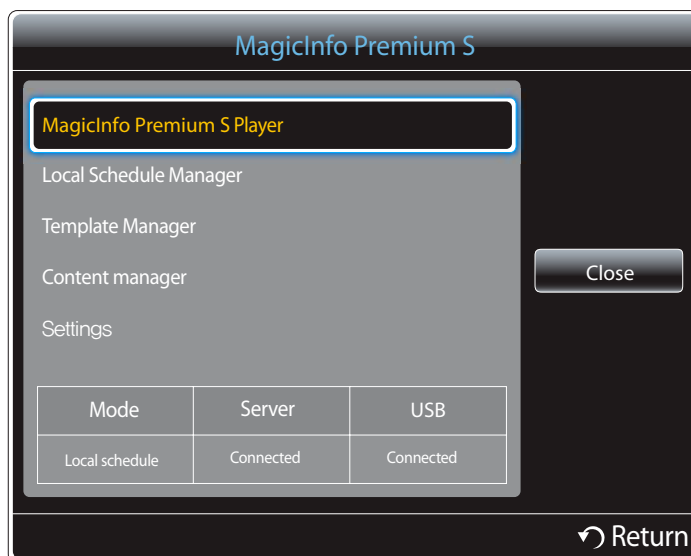 MagicInfo Premium S
MagicInfo Premium S Player
Local Schedule Manager
Template Manager
Content manager
Close
Settings
Mode Server USB
Local schedule Connected Connected
Return